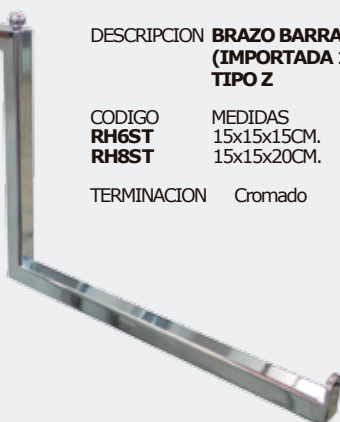 DESCRIPCION BRAZO BARRA
(IMPORTADA
TIPO Z
CODIGO MEDIDAS
RH6ST 15x15x15CM.
RH8ST 15x15x20CM.
TERMINACION Cromado